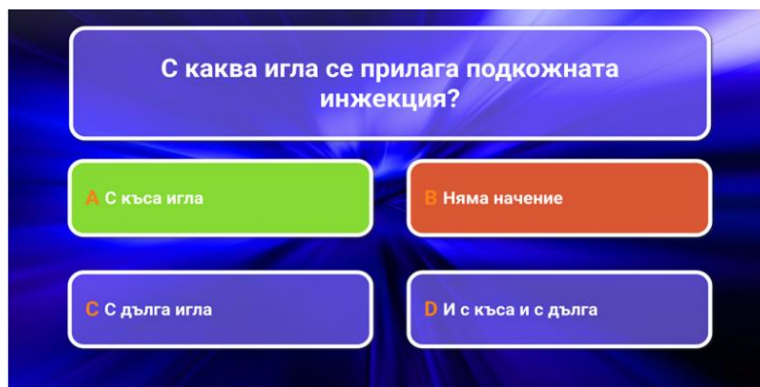 С каква игла се прилага подкожната
инжекция?
A С къса игла
B Няма начение
C С дълга игла
D И с къса и с дълга